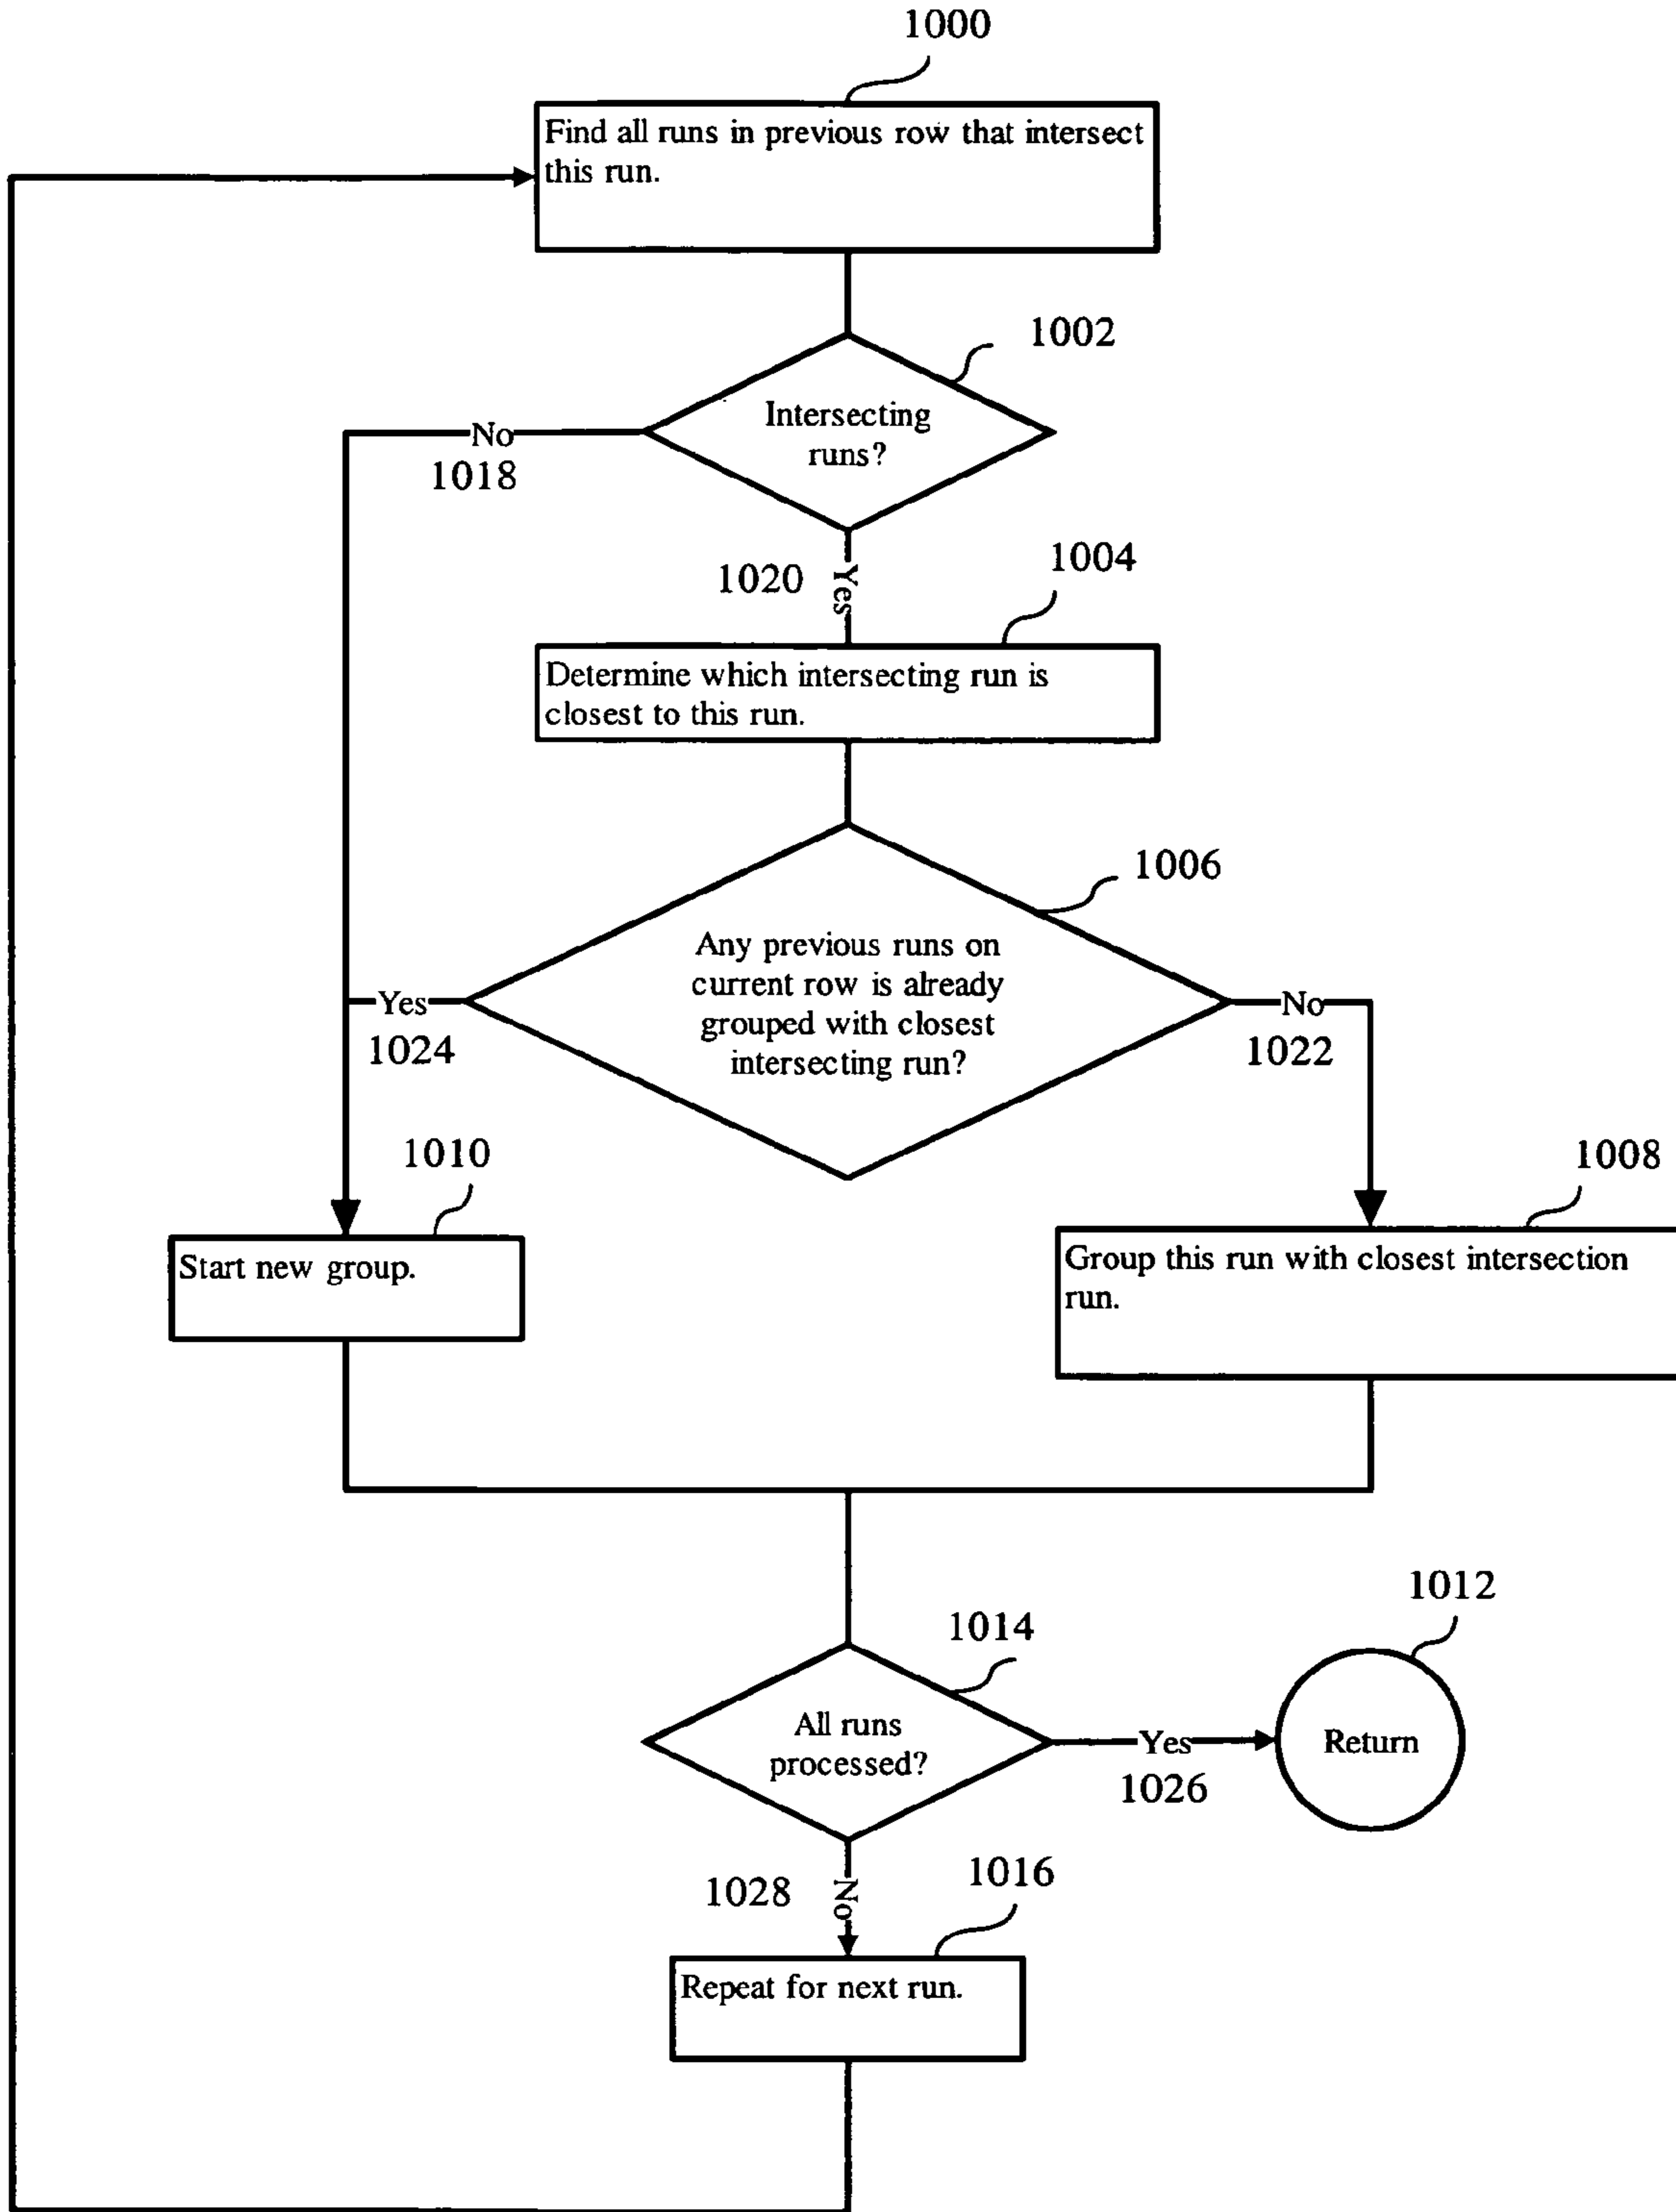 1000
Find all runs in previous row that intersect
this run.
1002
Intersecting
runs?
No
1018
1020
Yes
1004
Determine which intersecting run is
closest to this run.
1006
Any previous runs on
current row is already
grouped with closest
intersecting run?
Yes
1024
No
1022
1010
Start new group.
1008
Group this run with closest intersection
run.
1014
All runs
processed?
Yes
1026
1012
Return
1028
No
1016
Repeat for next run.